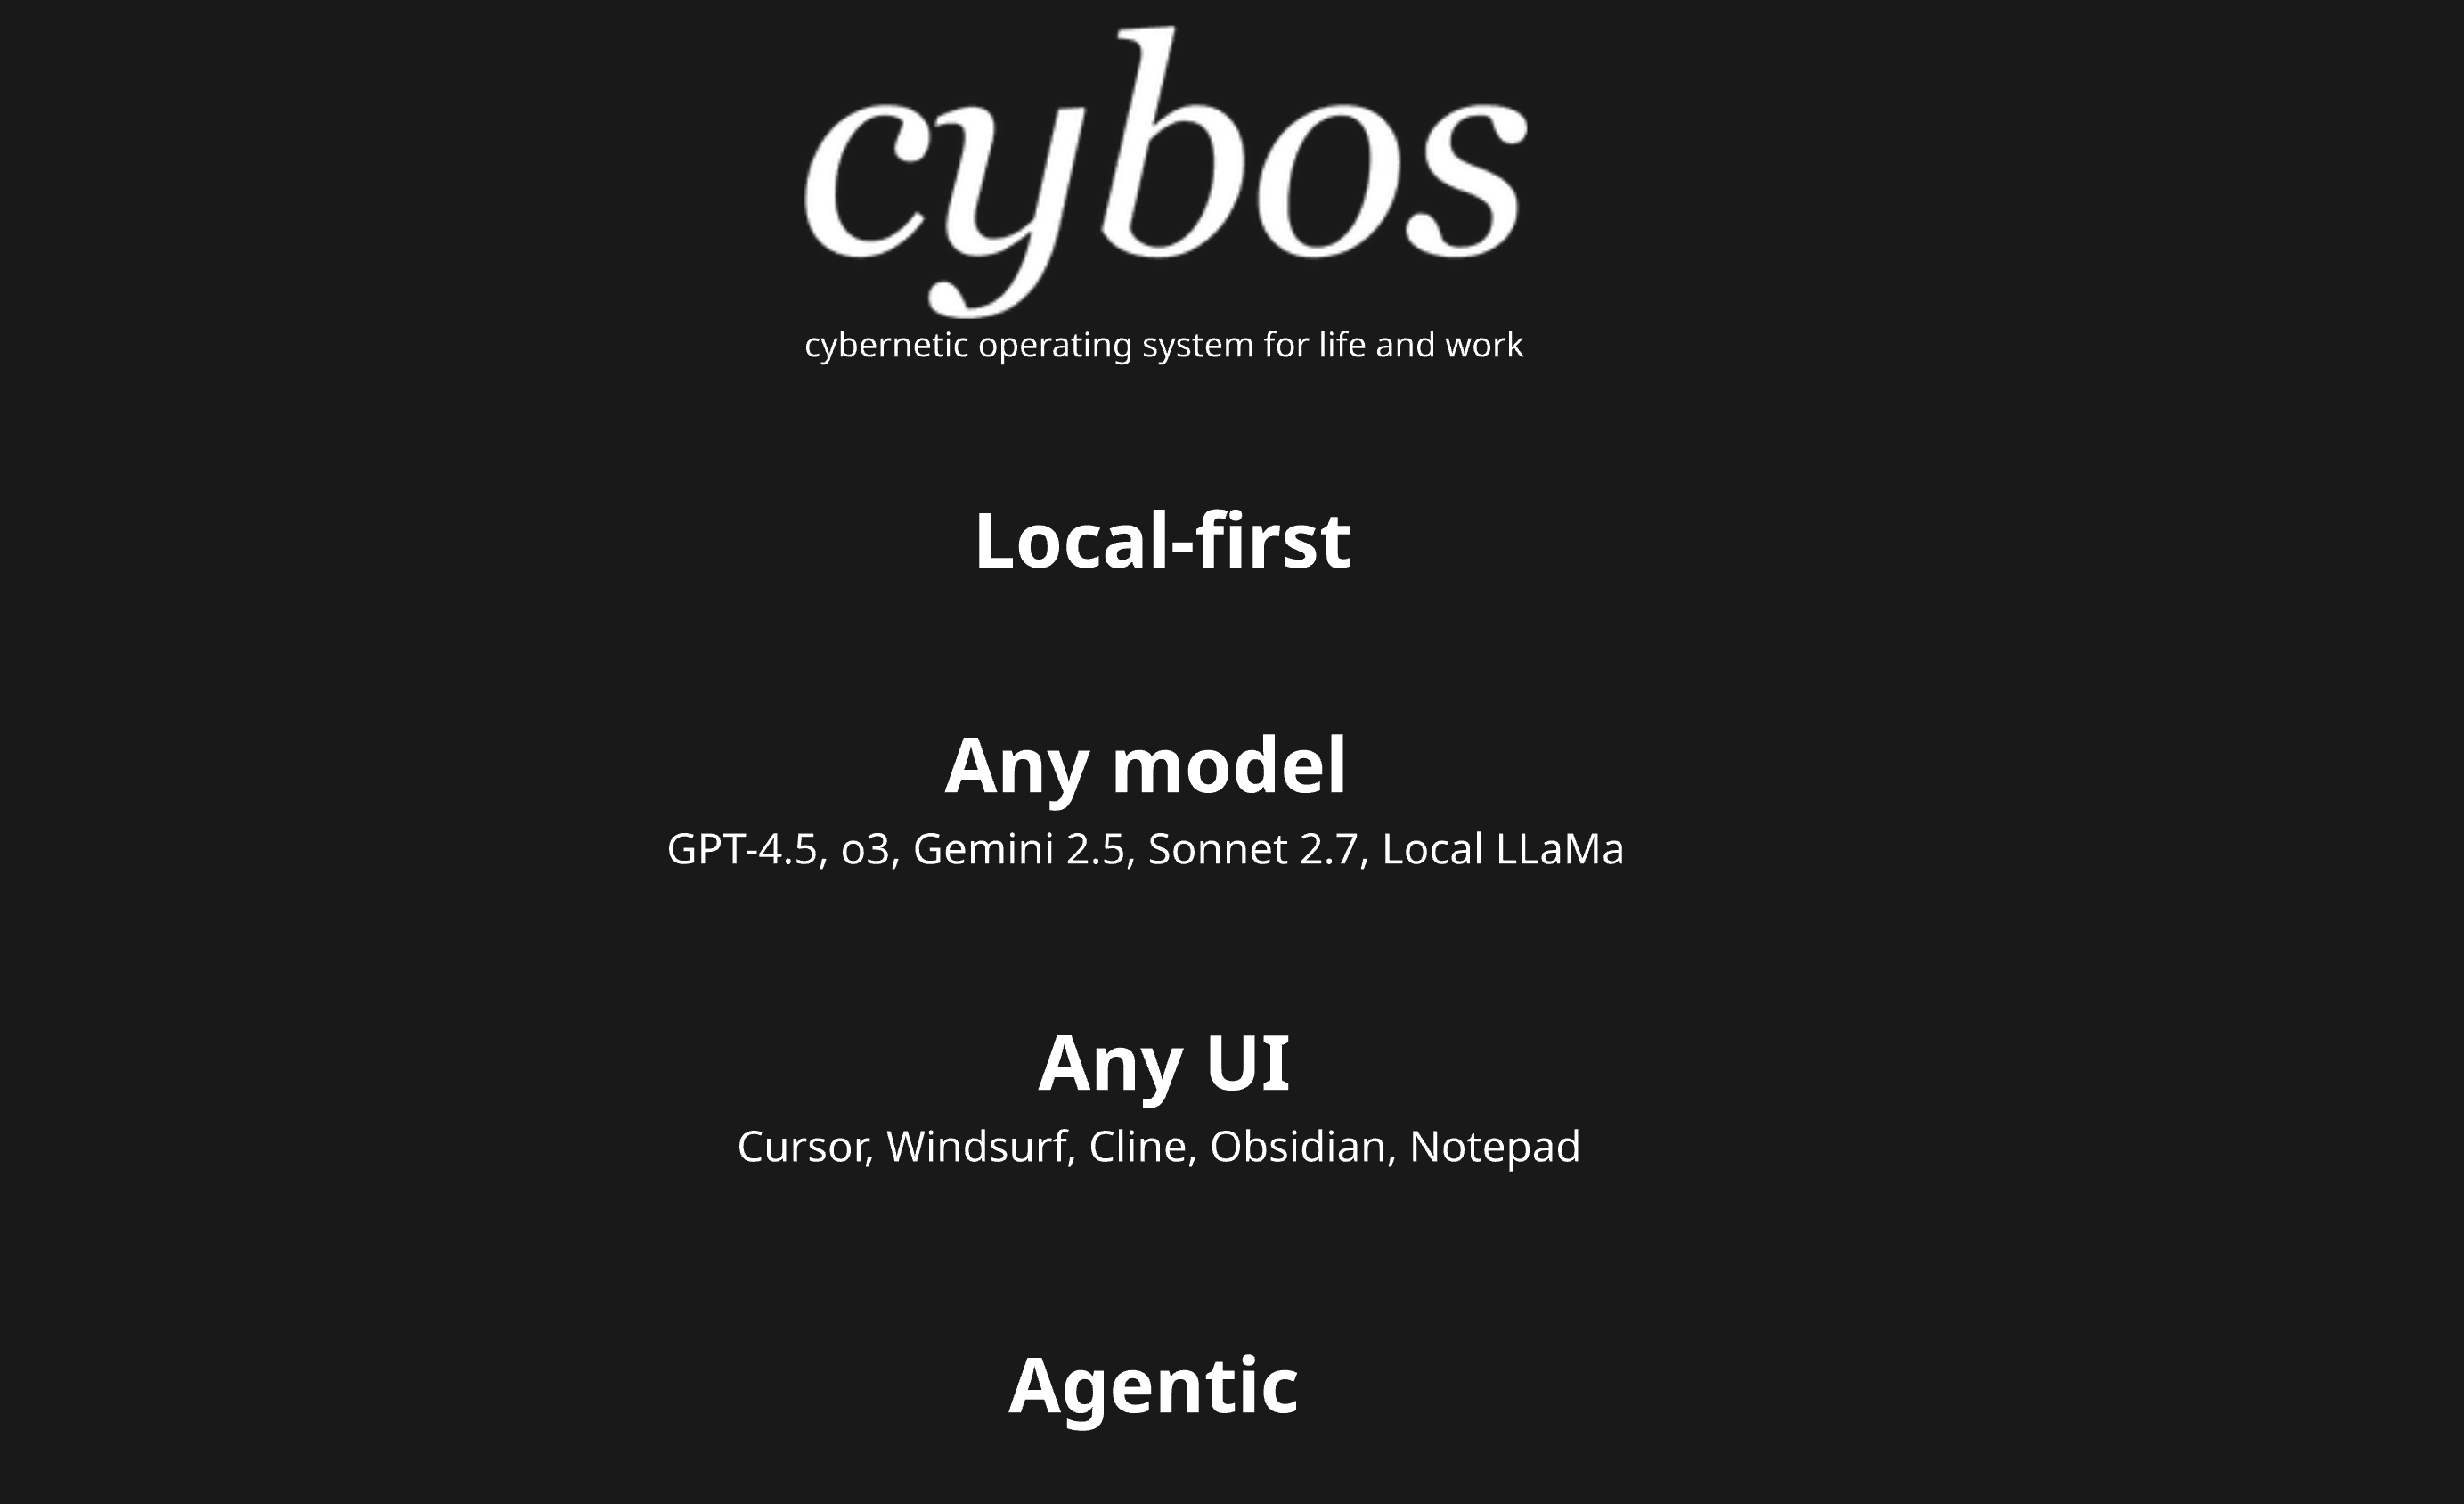 cybos
cybernetic operating system for life and work
Local-first
Any model
GPT-4.5, o3, Gemini 2.5, Sonnet 2.7, Local LLaMa
Any UI
Cursor, Windsurf, Cline, Obsidian, Notepad
Agentic